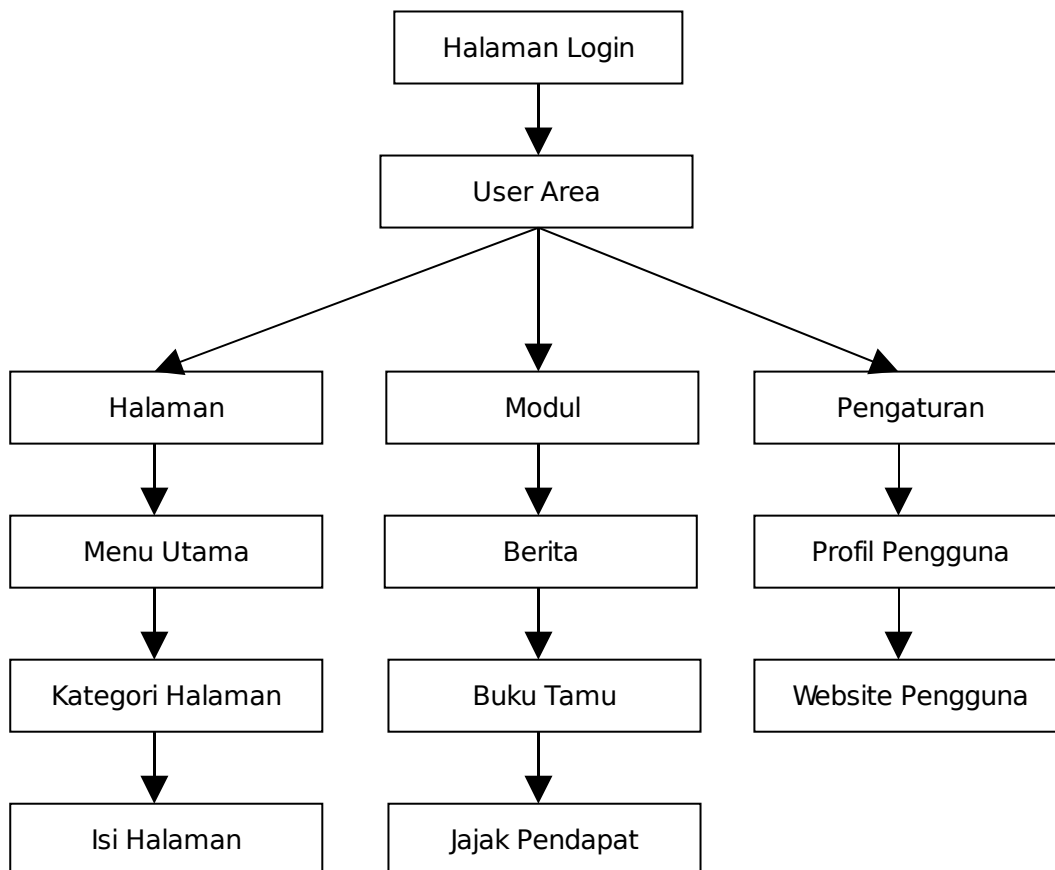 Halaman Login
User Area
Halaman
Modul
Pengaturan
Menu Utama
Berita
Profil Pengguna
Kategori Halaman
Buku Tamu
Website Pengguna
Isi Halaman
Jajak Pendapat